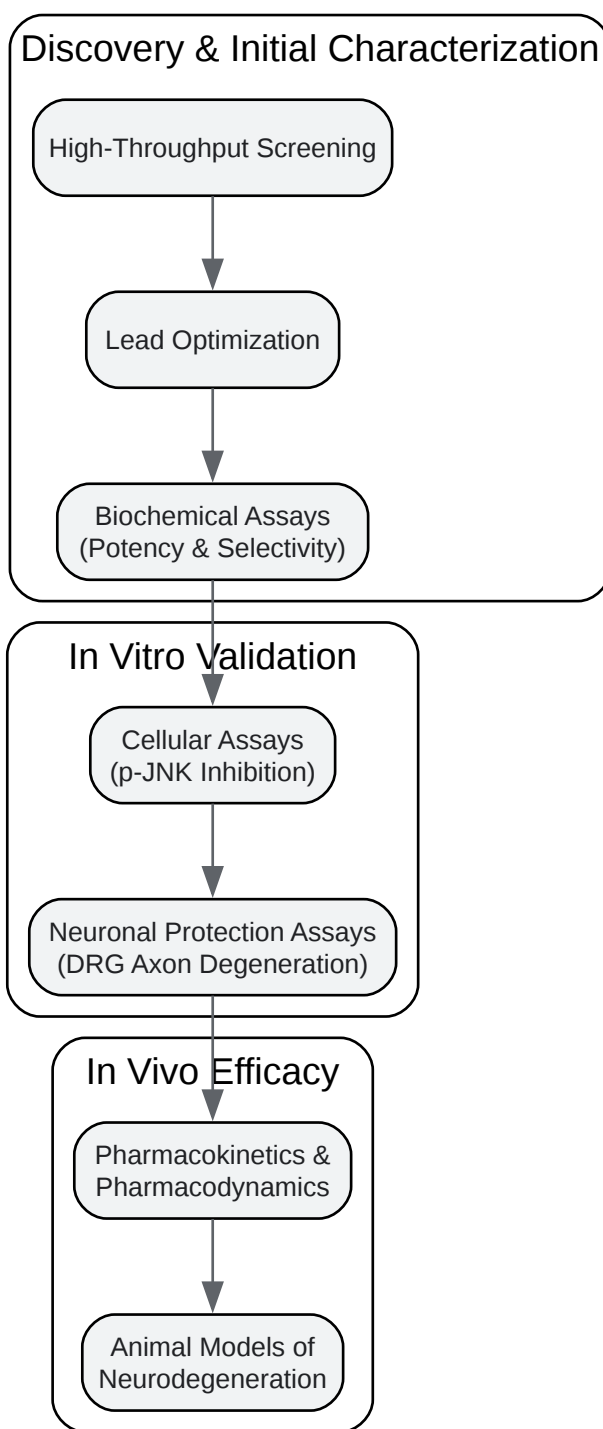 Discovery & Initial Characterization
High-Throughput Screening
Lead Optimization
Biochemical Assays
(Potency & Selectivity)
In Vitro Validation
Cellular Assays
(p-JNK Inhibition)
Neuronal Protection Assays
(DRG Axon Degeneration)
In Vivo Efficacy
Pharmacokinetics &
Pharmacodynamics
Animal Models of
Neurodegeneration